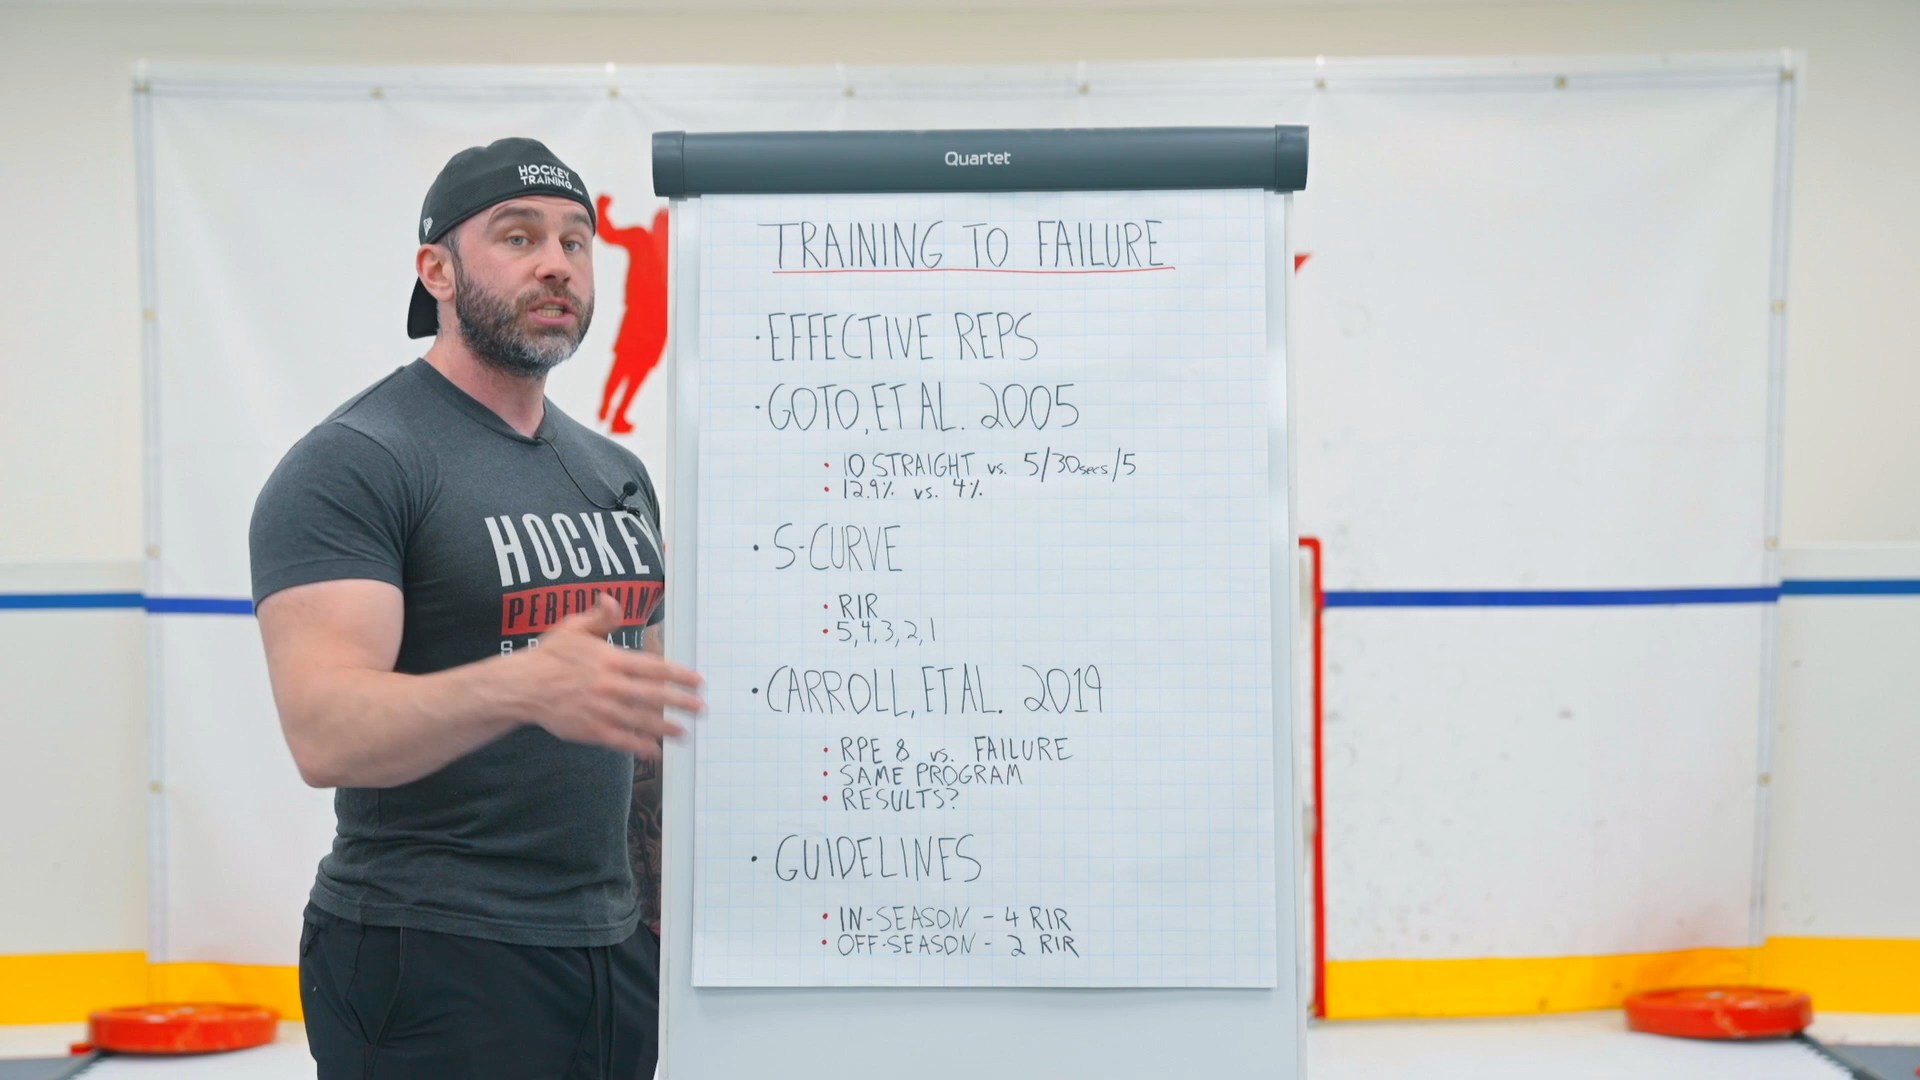 Quartet
HOCKEY
TRAINING
TRAINING TO FAILURE
· EFFECTIVE REPS
· GOTO, ET AL. 2005
· 10 STRAIGHT vs. 5/30secs/5
· 12.9% vs. 4%
· S-CURVE
· RIR
· 5, 4, 3, 2, 1
· CARROLL, ET AL. 2019
· RPE 8 vs. FAILURE
· SAME PROGRAM
· RESULTS?
· GUIDELINES
· IN-SEASON - 4 RIR
· OFF-SEASON - 2 RIR
HOCKEY